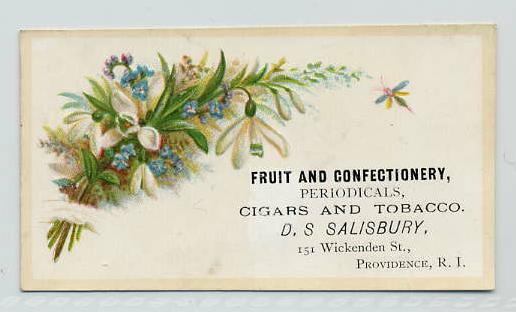 FRUIT AND CONFECTIONERY,
PERIODICALS,
CIGARS AND TOBACCO.
D. S SALISBURY,
151 Wickenden St.,
PROVIDENCE, R. I.